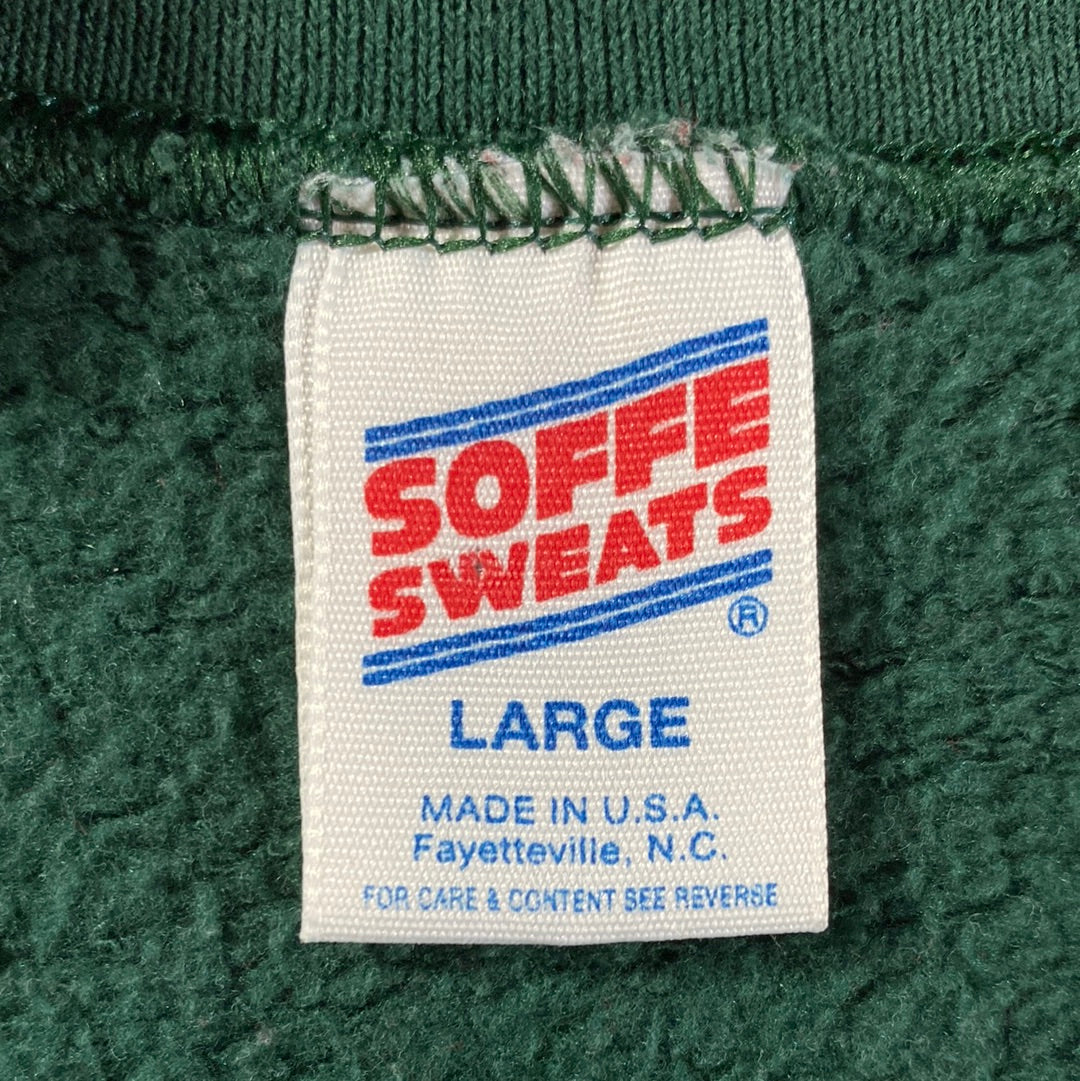 SOFFE
SWEATS
®
LARGE
MADE IN U.S.A.
Fayetteville, N.C.
FOR CARE & CONTENT SEE REVERSE